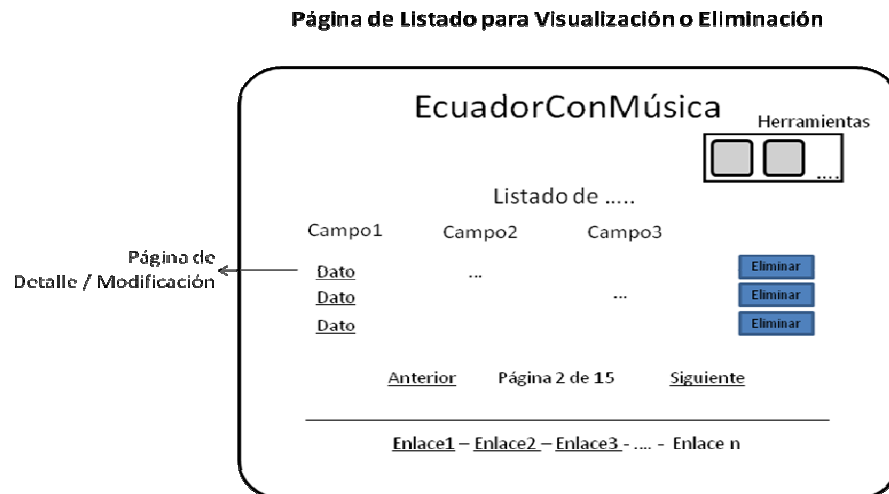 Página de Listado para Visualización o Eliminación
EcuadorConMúsica
Herramientas
....
Listado de .....
Campo1 Campo2 Campo3
Página de
Detalle / Modificación
Dato ... Eliminar
Dato ... Eliminar
Dato Eliminar
Anterior Página 2 de 15 Siguiente
Enlace1 – Enlace2 – Enlace3 - .... - Enlace n